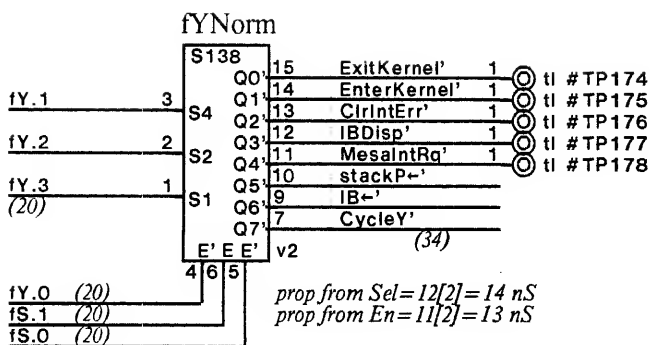 fYNorm
S138
Q0' 15 ExitKernel' 1 tl #TP174
Q1' 14 EnterKernel' 1 tl #TP175
fY.1 3 S4 Q2' 13 ClrIntErr' 1 tl #TP176
Q3' 12 IBDisp' 1 tl #TP177
fY.2 2 S2 Q4' 11 MesaIntRq' 1 tl #TP178
Q5' 10 stackP←'
fY.3 1 S1 Q6' 9 IB←'
(20) Q7' 7 CycleY'
(34)
E' E E' v2
4 6 5
fY.0 (20) prop from Sel=12[2]=14 nS
fS.1 (20) prop from En=11[2]=13 nS
fS.0 (20)